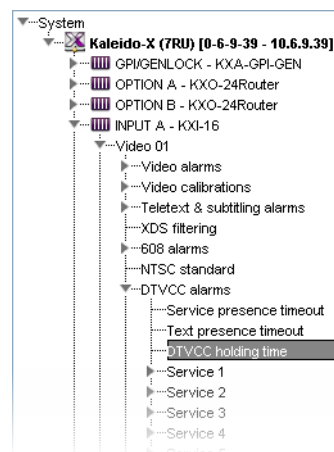 System
Kaleido-X (7RU) [0-6-9-39 - 10.6.9.39]
GPI/GENLOCK - KXA-GPI-GEN
OPTION A - KXO-24Router
OPTION B - KXO-24Router
INPUT A - KXI-16
Video 01
Video alarms
Video calibrations
Teletext & subtitling alarms
XDS filtering
608 alarms
NTSC standard
DTVCC alarms
Service presence timeout
Text presence timeout
DTVCC holding time
Service 1
Service 2
Service 3
Service 4